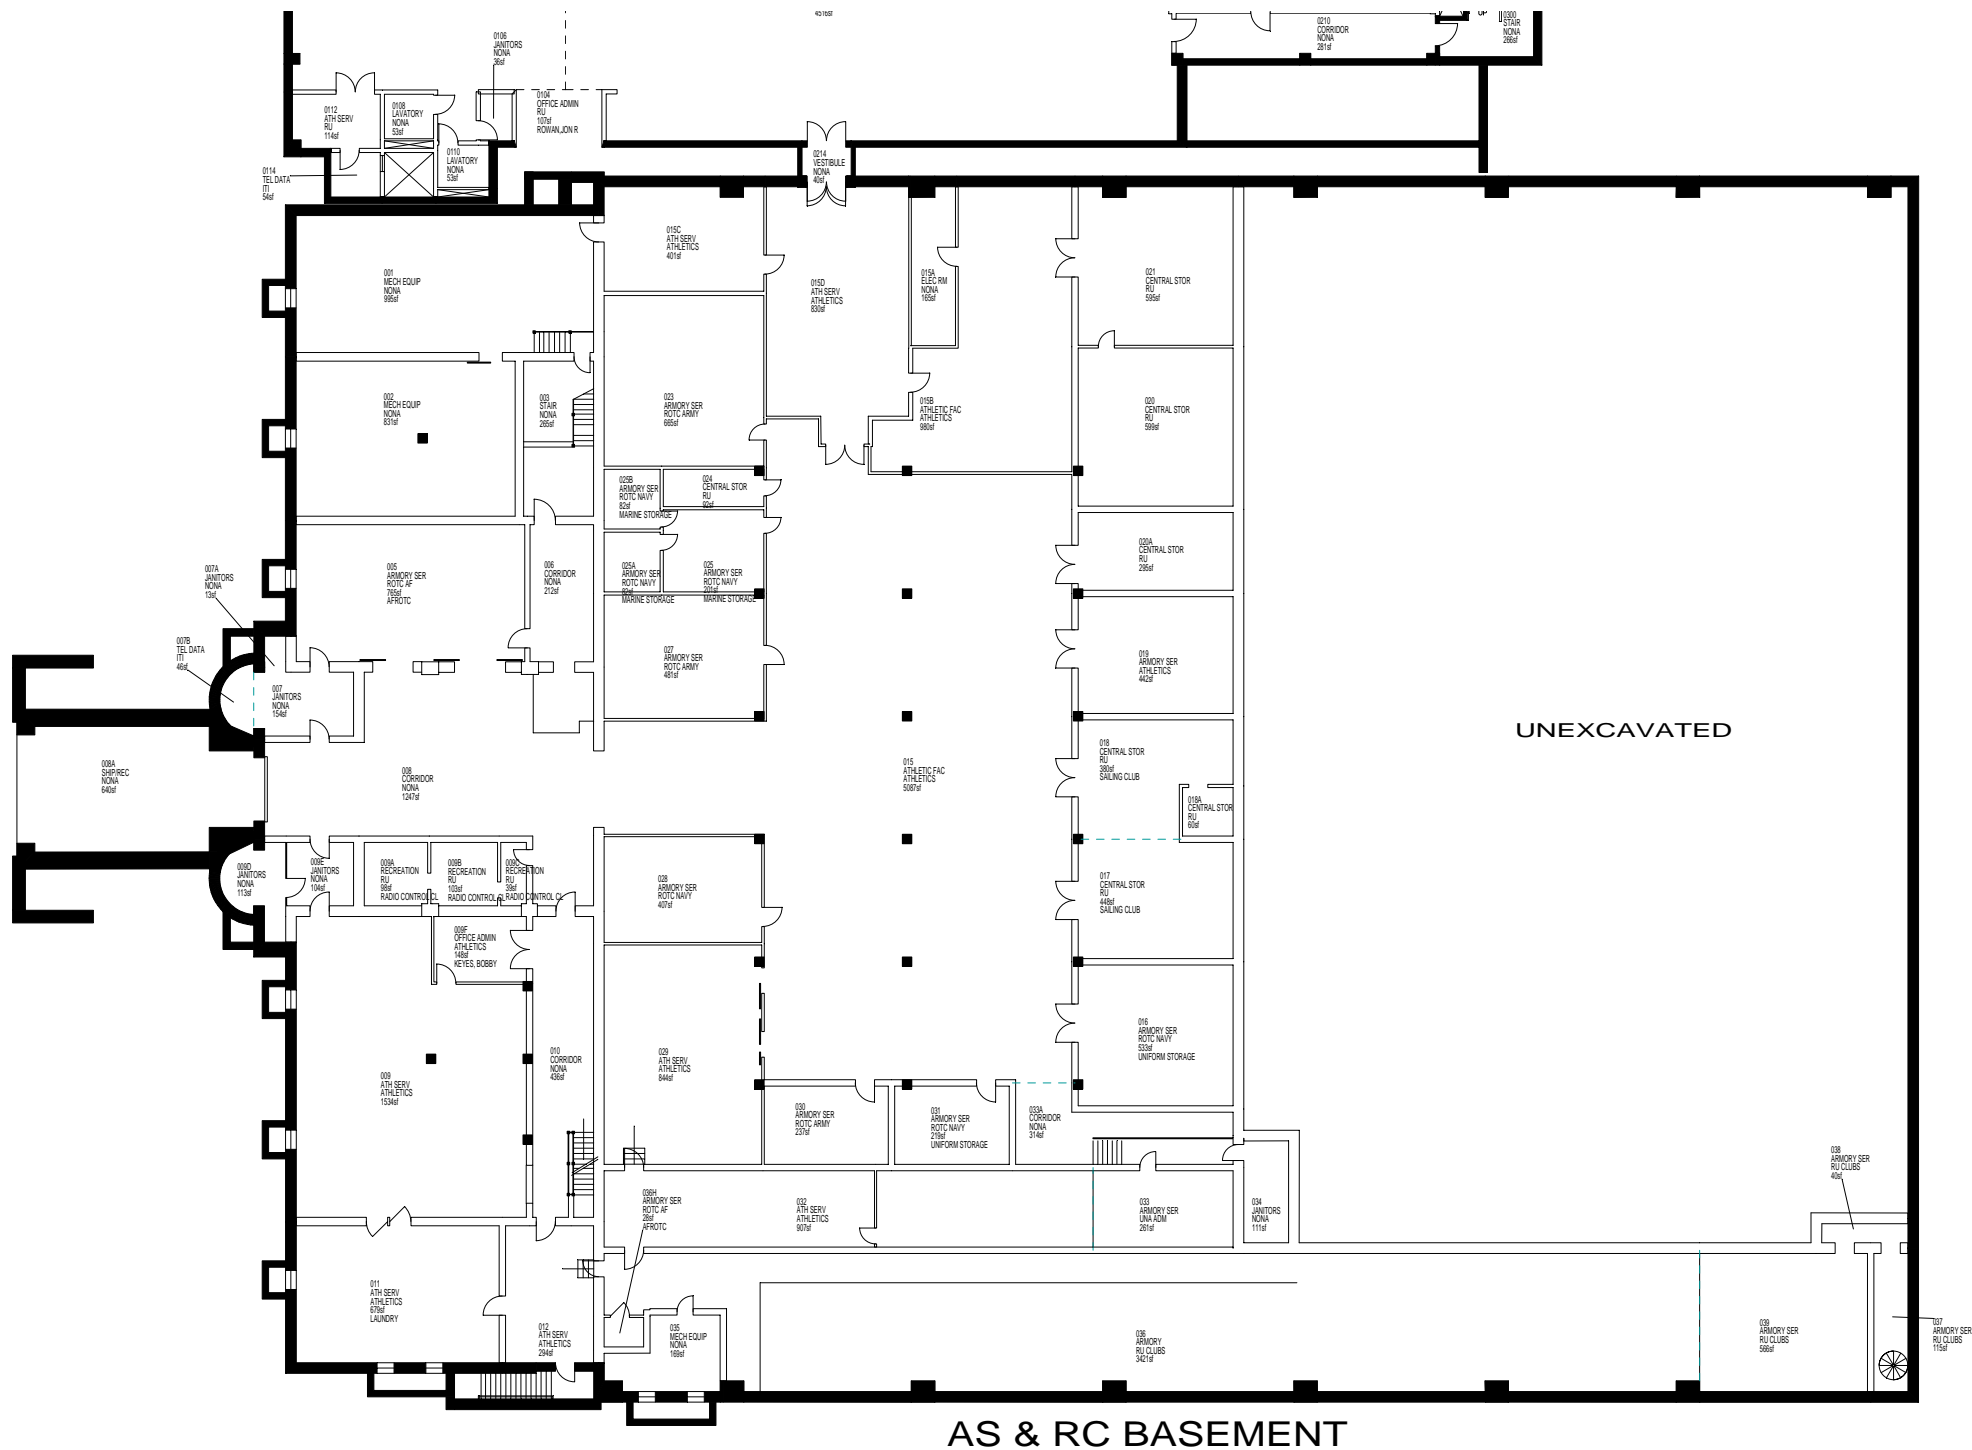 4516sf
0210
CORRIDOR
NONA
281sf
UP
0300
STAIR
NONA
266sf
0106
JANITORS
NONA
36sf
0112
ATH SERV
RU
114sf
0108
LAVATORY
NONA
53sf
0104
OFFICE ADMIN
RU
107sf
ROWAN,JON R
0110
LAVATORY
NONA
53sf
0114
TEL DATA
ITI
54sf
0214
VESTIBULE
NONA
40sf
001
MECH EQUIP
NONA
995sf
015C
ATH SERV
ATHLETICS
401sf
015D
ATH SERV
ATHLETICS
830sf
015A
ELEC RM
NONA
165sf
021
CENTRAL STOR
RU
595sf
002
MECH EQUIP
NONA
831sf
003
STAIR
NONA
265sf
023
ARMORY SER
ROTC ARMY
665sf
015B
ATHLETIC FAC
ATHLETICS
980sf
020
CENTRAL STOR
RU
599sf
025B
ARMORY SER
ROTC NAVY
82sf
MARINE STORAGE
024
CENTRAL STOR
RU
92sf
020A
CENTRAL STOR
RU
295sf
007A
JANITORS
NONA
13sf
005
ARMORY SER
ROTC AF
765sf
AFROTC
006
CORRIDOR
NONA
212sf
025A
ARMORY SER
ROTC NAVY
82sf
MARINE STORAGE
025
ARMORY SER
ROTC NAVY
201sf
MARINE STORAGE
007B
TEL DATA
ITI
46sf
007
JANITORS
NONA
154sf
027
ARMORY SER
ROTC ARMY
481sf
019
ARMORY SER
ATHLETICS
442sf
UNEXCAVATED
008A
SHIP/REC
NONA
640sf
008
CORRIDOR
NONA
1247sf
015
ATHLETIC FAC
ATHLETICS
5087sf
018
CENTRAL STOR
RU
380sf
SAILING CLUB
018A
CENTRAL STOR
RU
60sf
009D
JANITORS
NONA
113sf
009E
JANITORS
NONA
104sf
009A
RECREATION
RU
98sf
RADIO CONTROL CL
009B
RECREATION
RU
103sf
RADIO CONTROL CL
009C
RECREATION
RU
39sf
RADIO CONTROL CL
028
ARMORY SER
ROTC NAVY
407sf
017
CENTRAL STOR
RU
448sf
SAILING CLUB
009F
OFFICE ADMIN
ATHLETICS
148sf
KEYES, BOBBY
016
ARMORY SER
ROTC NAVY
533sf
UNIFORM STORAGE
010
CORRIDOR
NONA
436sf
029
ATH SERV
ATHLETICS
844sf
009
ATH SERV
ATHLETICS
1534sf
030
ARMORY SER
ROTC ARMY
237sf
031
ARMORY SER
ROTC NAVY
219sf
UNIFORM STORAGE
033A
CORRIDOR
NONA
314sf
038
ARMORY SER
RU CLUBS
40sf
036H
ARMORY SER
ROTC AF
28sf
AFROTC
032
ATH SERV
ATHLETICS
907sf
033
ARMORY SER
UNA ADM
261sf
034
JANITORS
NONA
111sf
011
ATH SERV
ATHLETICS
679sf
LAUNDRY
012
ATH SERV
ATHLETICS
294sf
035
MECH EQUIP
NONA
169sf
036
ARMORY
RU CLUBS
3421sf
039
ARMORY SER
RU CLUBS
566sf
037
ARMORY SER
RU CLUBS
115sf
AS & RC BASEMENT